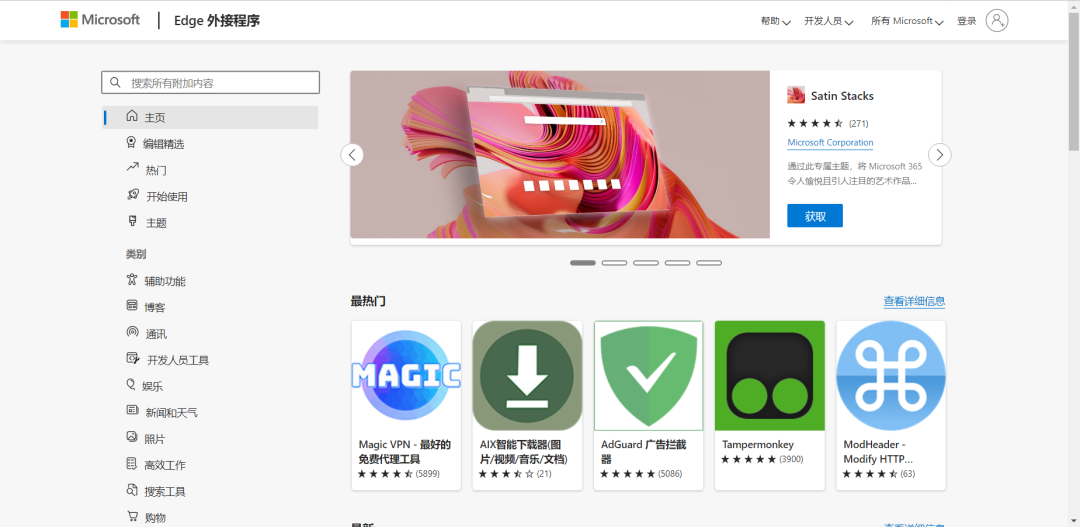 Microsoft
Edge 外接程序
帮助
开发人员
所有 Microsoft
登录
搜索所有附加内容
主页
编辑精选
热门
开始使用
主题
类别
辅助功能
博客
通讯
开发人员工具
娱乐
新闻和天气
照片
高效工作
搜索工具
购物
Satin Stacks
(271)
Microsoft Corporation
通过此专属主题，将 Microsoft 365
令人愉悦且引人注目的艺术作品...
获取
最热门
查看详细信息
MAGIC
Magic VPN - 最好的
免费代理工具
(5899)
AIX智能下载器(图
片/视频/音乐/文档)
(21)
AdGuard 广告拦截
器
(5086)
Tampermonkey
(3900)
ModHeader -
Modify HTTP...
(63)
最新
查看详细信息